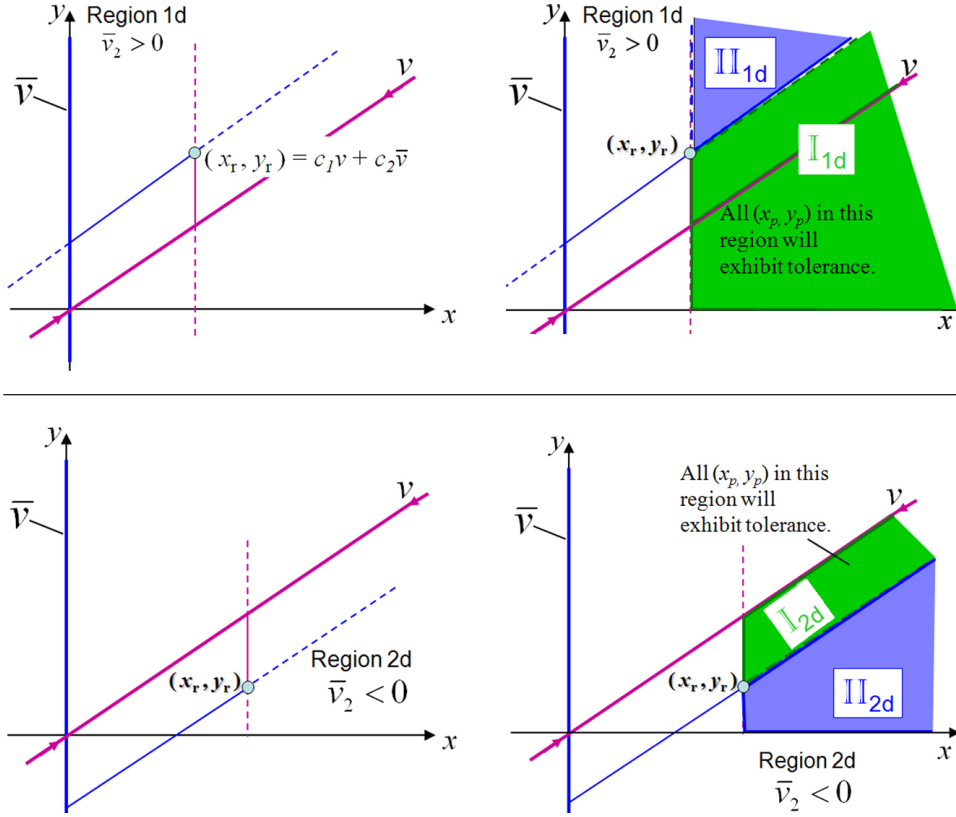 y
Region 1d
v̅₂ > 0
v̅
v
(xᵣ, yᵣ) = c₁v + c₂v̅
x
y
Region 1d
v̅₂ > 0
𝕀𝕀₁d
v̅
v
(xᵣ, yᵣ)
𝕀₁d
All (xₚ, yₚ) in this
region will
exhibit tolerance.
x
y
v̅
v
(xᵣ, yᵣ)
Region 2d
v̅₂ < 0
x
y
All (xₚ, yₚ) in this
region will
exhibit tolerance.
v
v̅
𝕀₂d
(xᵣ, yᵣ)
𝕀𝕀₂d
x
Region 2d
v̅₂ < 0